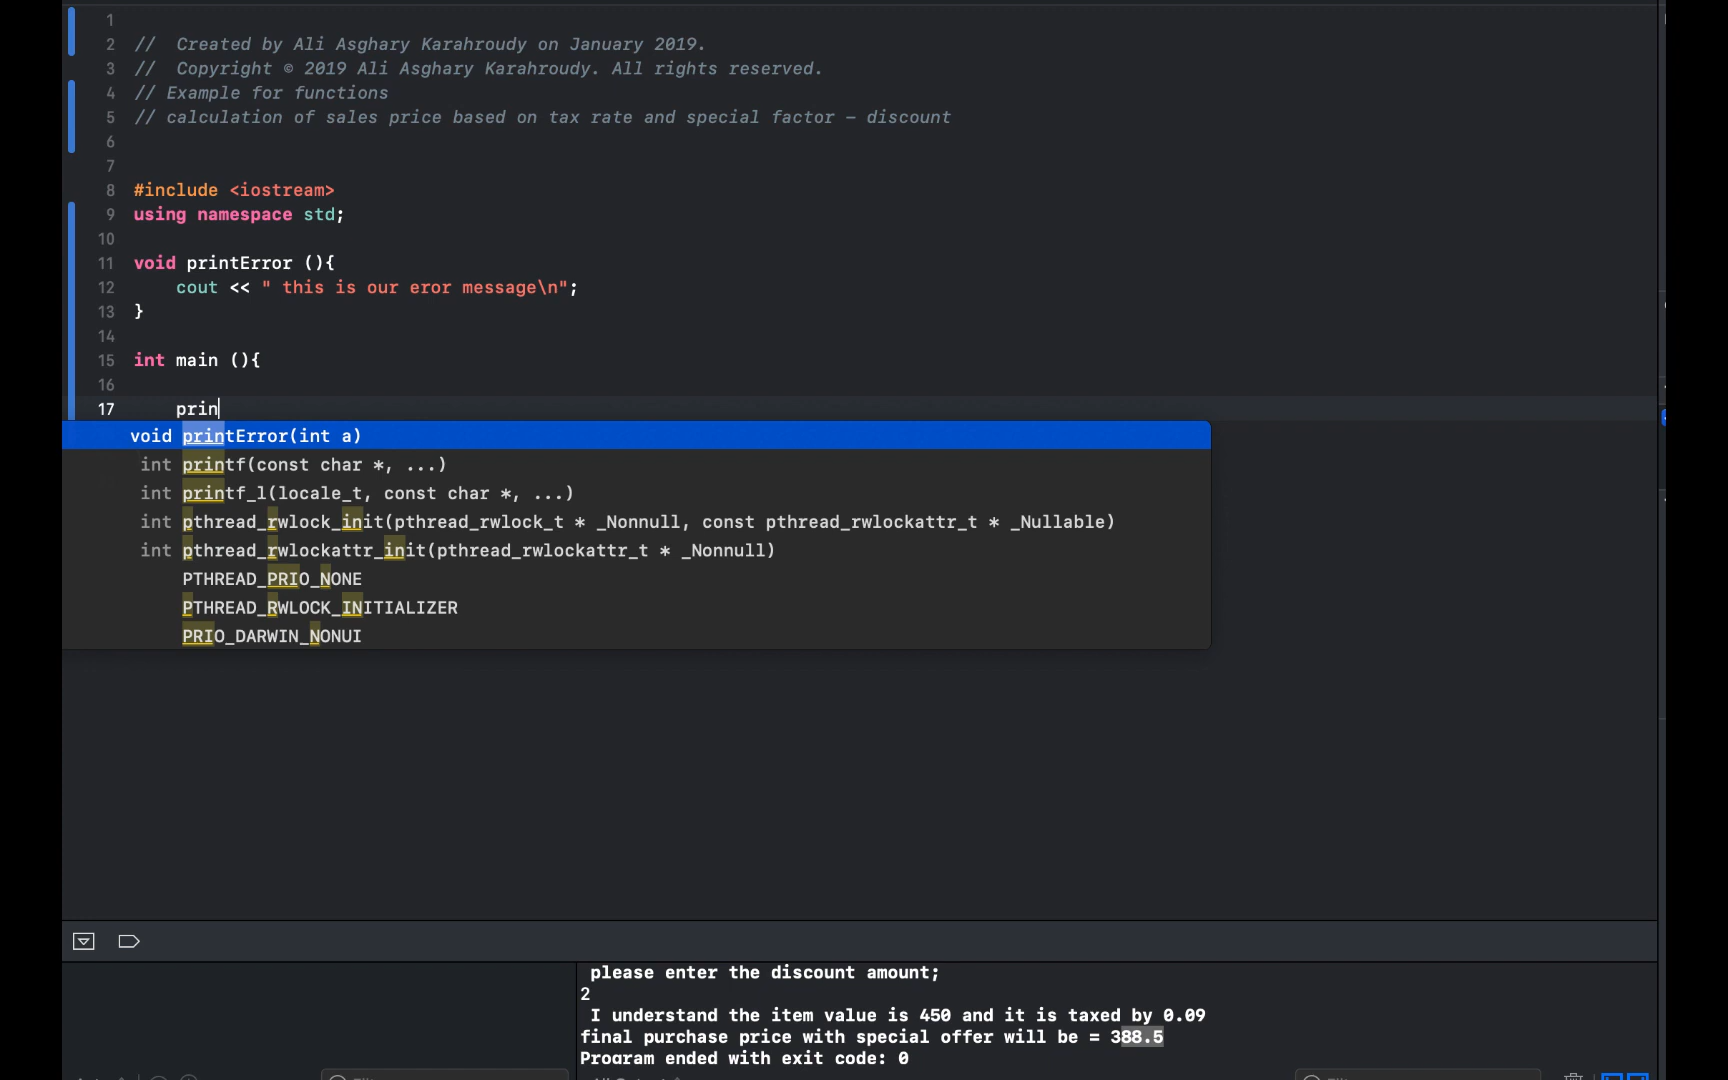 1
2 //  Created by Ali Asghary Karahroudy on January 2019.
3 //  Copyright © 2019 Ali Asghary Karahroudy. All rights reserved.
4 // Example for functions
5 // calculation of sales price based on tax rate and special factor – discount
6
7
8 #include <iostream>
9 using namespace std;
10
11 void printError (){
12     cout << " this is our eror message\n";
13 }
14
15 int main (){
16
17     prin
void printError(int a)
int printf(const char *, ...)
int printf_l(locale_t, const char *, ...)
int pthread_rwlock_init(pthread_rwlock_t * _Nonnull, const pthread_rwlockattr_t * _Nullable)
int pthread_rwlockattr_init(pthread_rwlockattr_t * _Nonnull)
PTHREAD_PRIO_NONE
PTHREAD_RWLOCK_INITIALIZER
PRIO_DARWIN_NONUI
please enter the discount amount;
2
I understand the item value is 450 and it is taxed by 0.09
final purchase price with special offer will be = 388.5
Program ended with exit code: 0